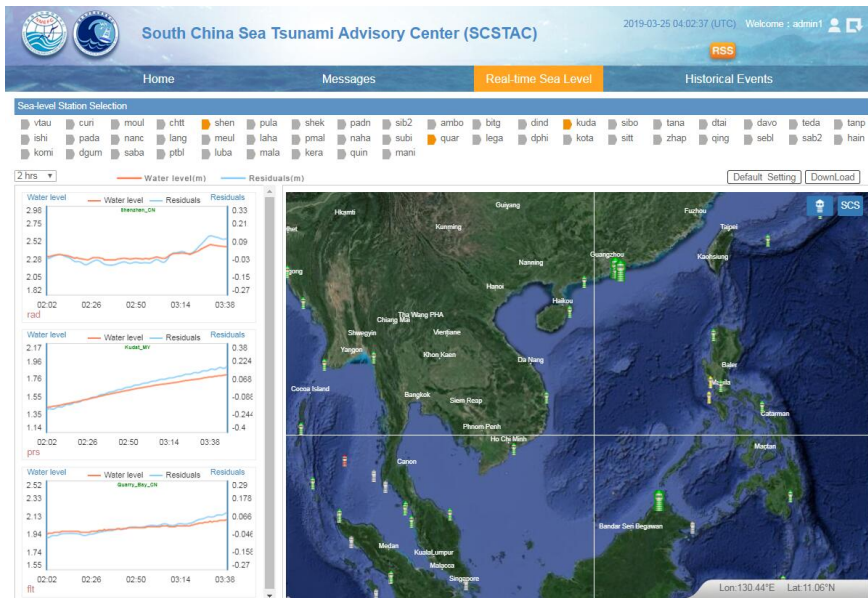 South China Sea Tsunami Advisory Center (SCSTAC)
2019-03-25 04:02:37 (UTC) Welcome : admin1
RSS
Home Messages Real-time Sea Level Historical Events
Sea-level Station Selection
vtau curi moul chtt shen pula shek padn sib2 ambo bitg dind kuda sibo tana dtai davo teda tanp
ishi pada nanc lang meul laha pmal naha subi quar lega dphi kota sitt zhap qing sebl sab2 hain
komi dgum saba ptbl luba mala kera quin mani
2 hrs Water level(m) Residuals(m) Default Setting DownLoad
Water level Water level Residuals Residuals
Shenzhen_CN
2.98 0.33
2.75 0.21
2.52 0.09
2.28 -0.03
2.05 -0.15
1.82 -0.27
02:02 02:26 02:50 03:14 03:38
rad
Water level Water level Residuals Residuals
Kudat_MY
2.17 0.38
1.96 0.224
1.76 0.068
1.55 -0.088
1.35 -0.244
1.14 -0.4
02:02 02:26 02:50 03:14 03:38
prs
Water level Water level Residuals Residuals
Quarry_Bay_CN
2.52 0.29
2.33 0.178
2.13 0.066
1.94 -0.046
1.74 -0.158
1.55 -0.27
02:02 02:26 02:50 03:14 03:38
flt
SCS
Hkamti
Guiyang
Fuzhou
Kunming
Taipei
Guangzhou
Kaohsiung
Nanning
Hanoi
Haikou
Tha Wang PHA
Chiang Mai
Shwegyin
Vientiane
Yangon
Khon Kaen
Da Nang
Baler
Manila
Cocoa Island
Bangkok
Siem Reap
Catarman
Phnom Penh
Ho Chi Minh
Mactan
Canon
Bandar Seri Begawan
Medan
KualaLumpur
Malacca
Singapore
Lon:130.44°E Lat:11.06°N